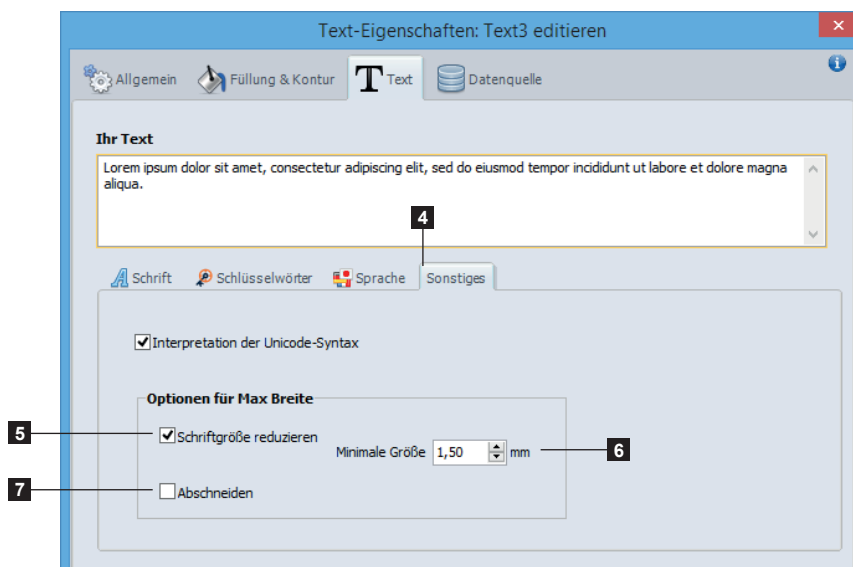 Text-Eigenschaften: Text3 editieren
Allgemein Füllung & Kontur T Text Datenquelle
Ihr Text
Lorem ipsum dolor sit amet, consectetur adipiscing elit, sed do eiusmod tempor incididunt ut labore et dolore magna
aliqua.
4
Schrift Schlüsselwörter Sprache Sonstiges
Interpretation der Unicode-Syntax
Optionen für Max Breite
5 Schriftgröße reduzieren
Minimale Größe 1,50 mm 6
7 Abschneiden